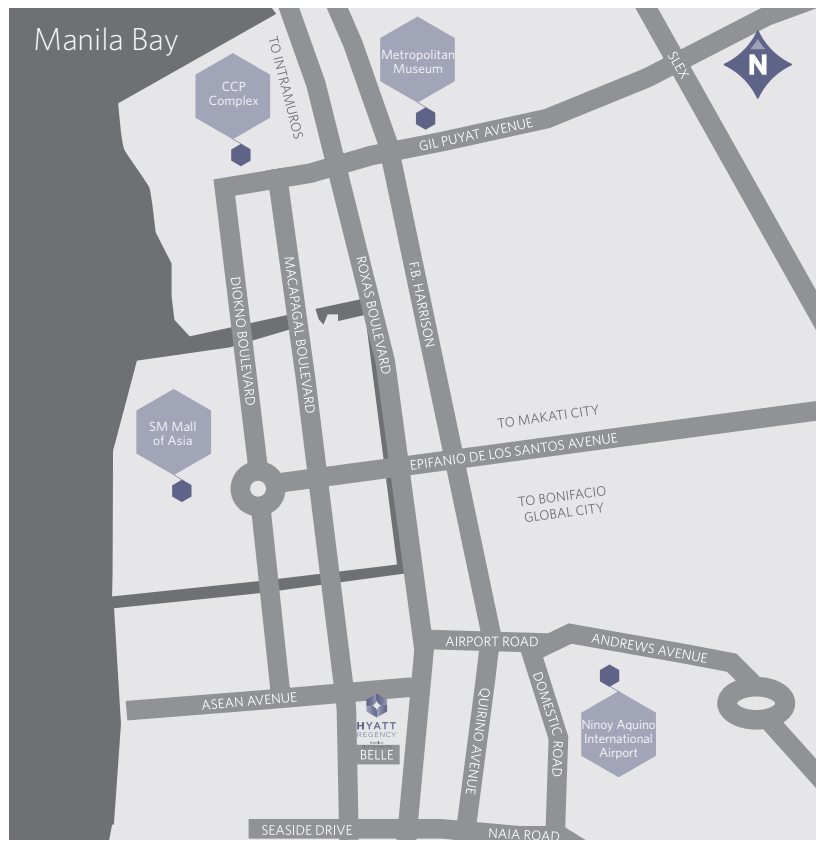 Manila Bay
TO INTRAMUROS
Metropolitan
Museum
SLEX
N
CCP
Complex
GIL PUYAT AVENUE
DIOKNO BOULEVARD
MACAPAGAL BOULEVARD
ROXAS BOULEVARD
F.B. HARRISON
SM Mall
of Asia
TO MAKATI CITY
EPIFANIO DE LOS SANTOS AVENUE
TO BONIFACIO
GLOBAL CITY
AIRPORT ROAD
ANDREWS AVENUE
ASEAN AVENUE
QUIRINO AVENUE
DOMESTIC ROAD
HYATT
REGENCY
BELLE
Ninoy Aquino
International
Airport
SEASIDE DRIVE
NAIA ROAD